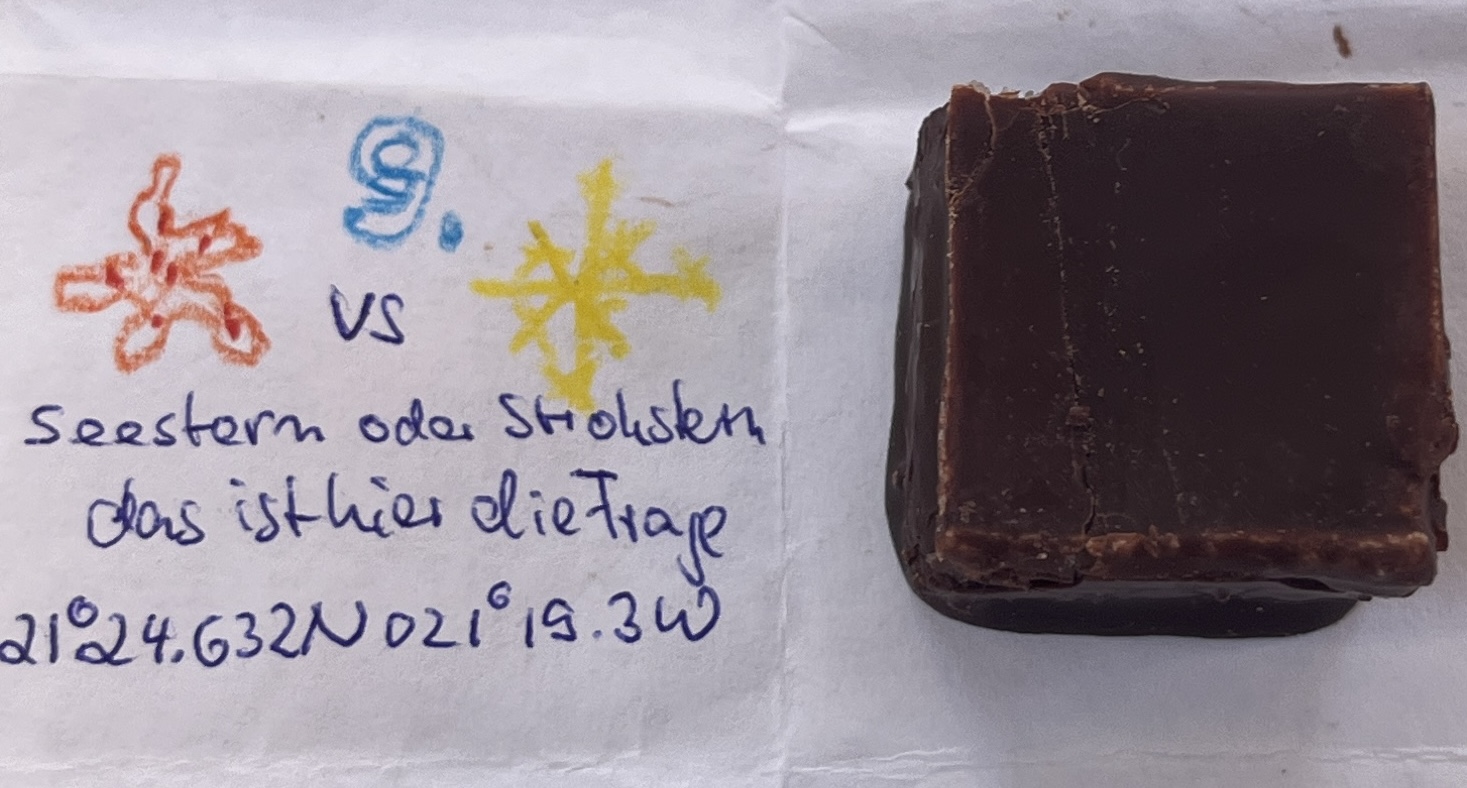 9.
vs
Seestern oder Strohstern
das ist hier die Frage
21°24.632N 021°19.3W